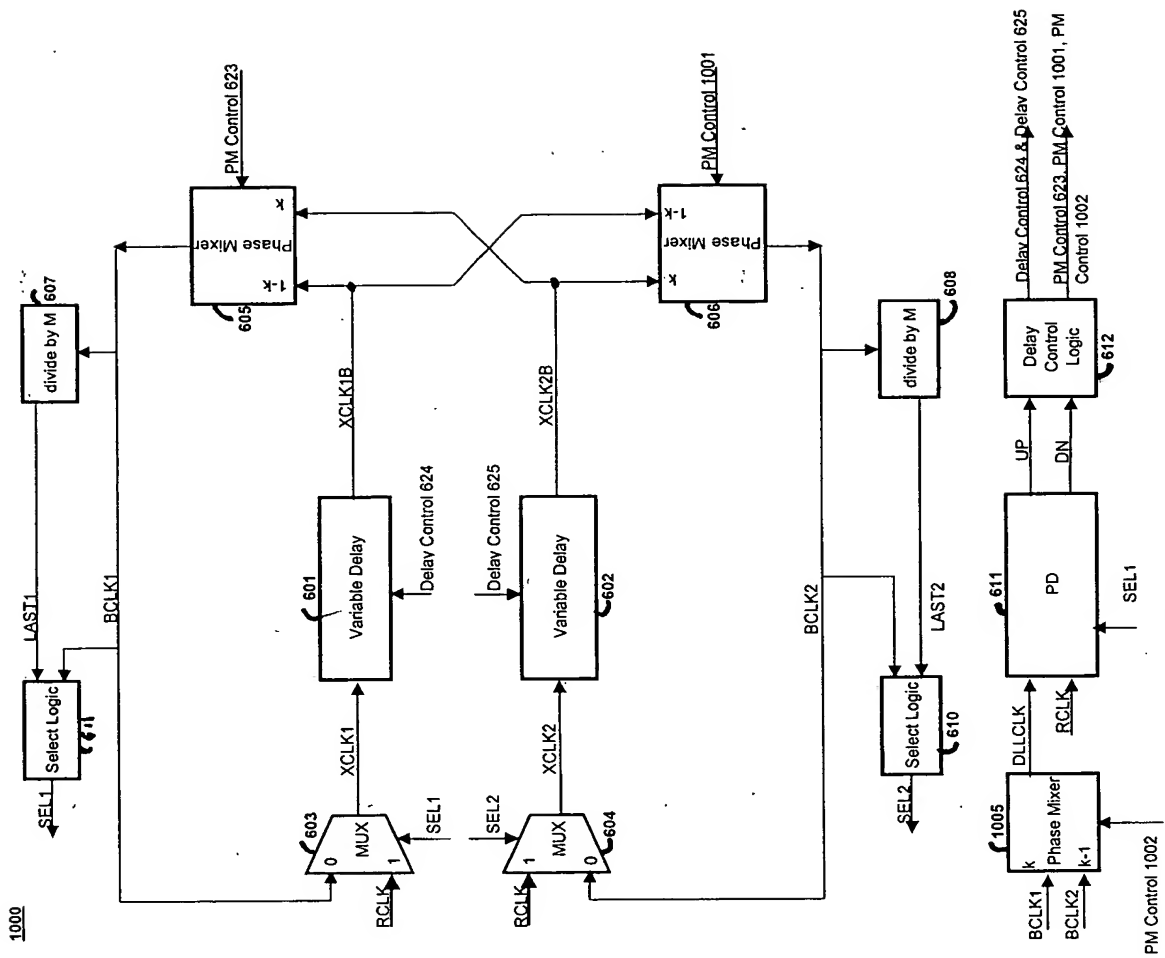 1000
SEL1
Select Logic
611
LAST1
divide by M
607
BCLK1
PM Control 623
Phase Mixer
1-k
k
605
RCLK
0
1
MUX
603
SEL1
XCLK1
Variable Delay
601
Delay Control 624
XCLK1B
RCLK
1
0
MUX
604
SEL2
XCLK2
Variable Delay
602
Delay Control 625
XCLK2B
Phase Mixer
k
1-k
606
PM Control 1001
BCLK2
SEL2
Select Logic
610
LAST2
divide by M
608
BCLK1
BCLK2
k
Phase Mixer
k-1
1005
PM Control 1002
DLLCLK
RCLK
PD
611
SEL1
UP
DN
Delay
Control
Logic
612
Delay Control 624 & Delay Control 625
PM Control 623, PM Control 1001, PM
Control 1002